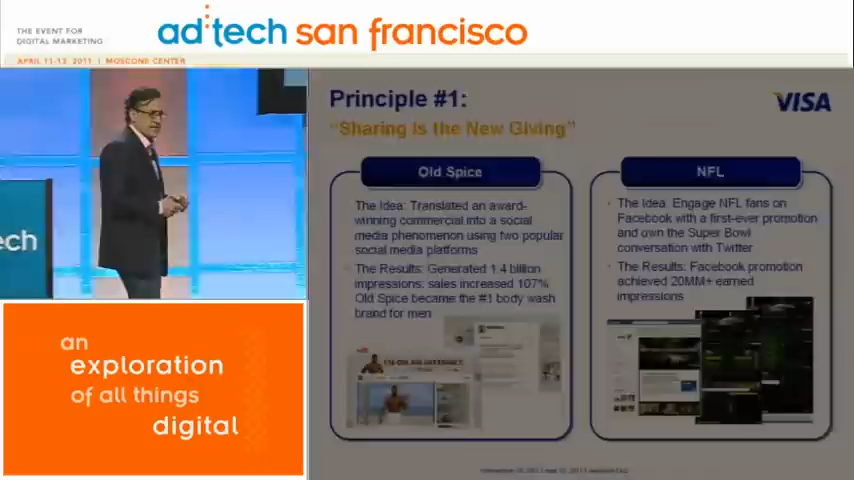 THE EVENT FOR
DIGITAL MARKETING
ad:tech san francisco
APRIL 11-13, 2011 | MOSCONE CENTER
ech
an
exploration
of all things
digital
Principle #1:
"Sharing Is the New Giving"
VISA
Old Spice
The Idea: Translated an award-
winning commercial into a social
media phenomenon using two popular
social media platforms
The Results: Generated 1.4 billion
impressions; sales increased 107%
Old Spice became the #1 body wash
brand for men
NFL
The Idea: Engage NFL fans on
Facebook with a first-ever promotion
and own the Super Bowl
conversation with Twitter
The Results: Facebook promotion
achieved 20MM+ earned
impressions